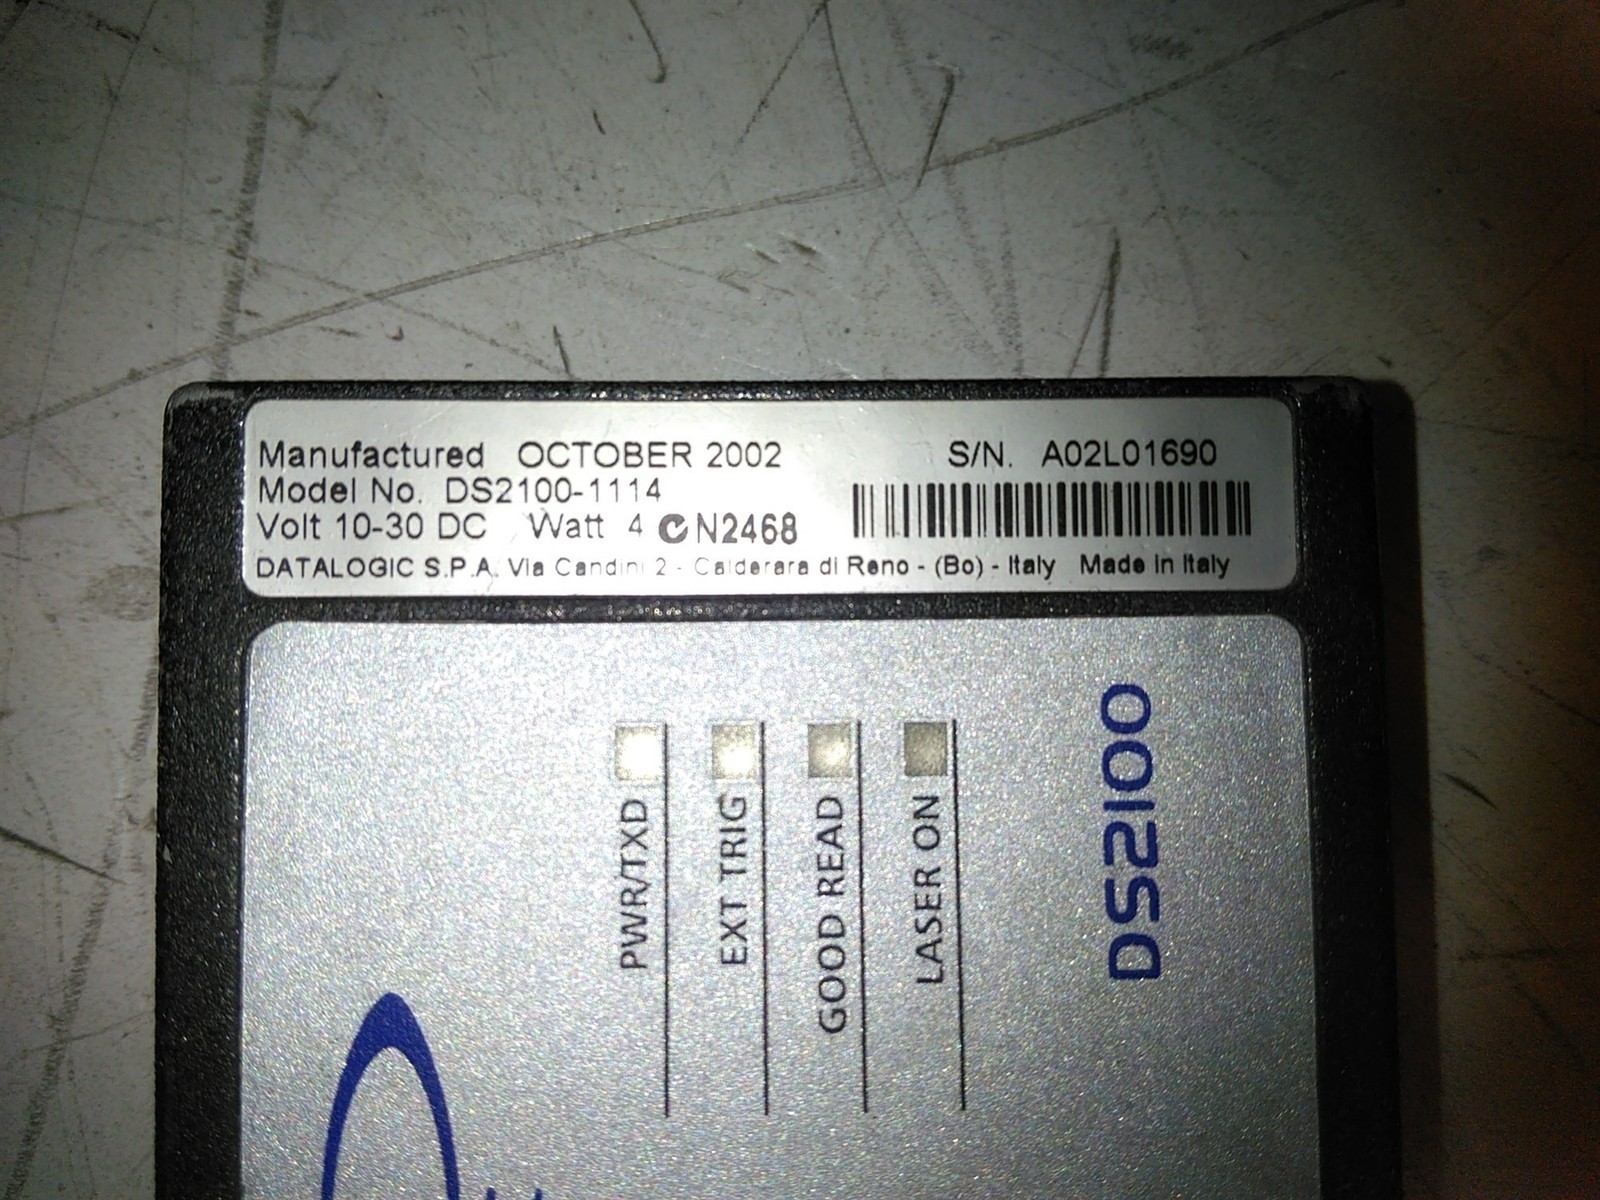 Manufactured OCTOBER 2002
S/N. A02L01690
Model No. DS2100-1114
Volt 10-30 DC Watt 4 N2468
DATALOGIC S.P.A. Via Candini 2 - Calderara di Reno - (Bo) - Italy Made in Italy
PWR/TXD
EXT TRIG
GOOD READ
LASER ON
DS2100